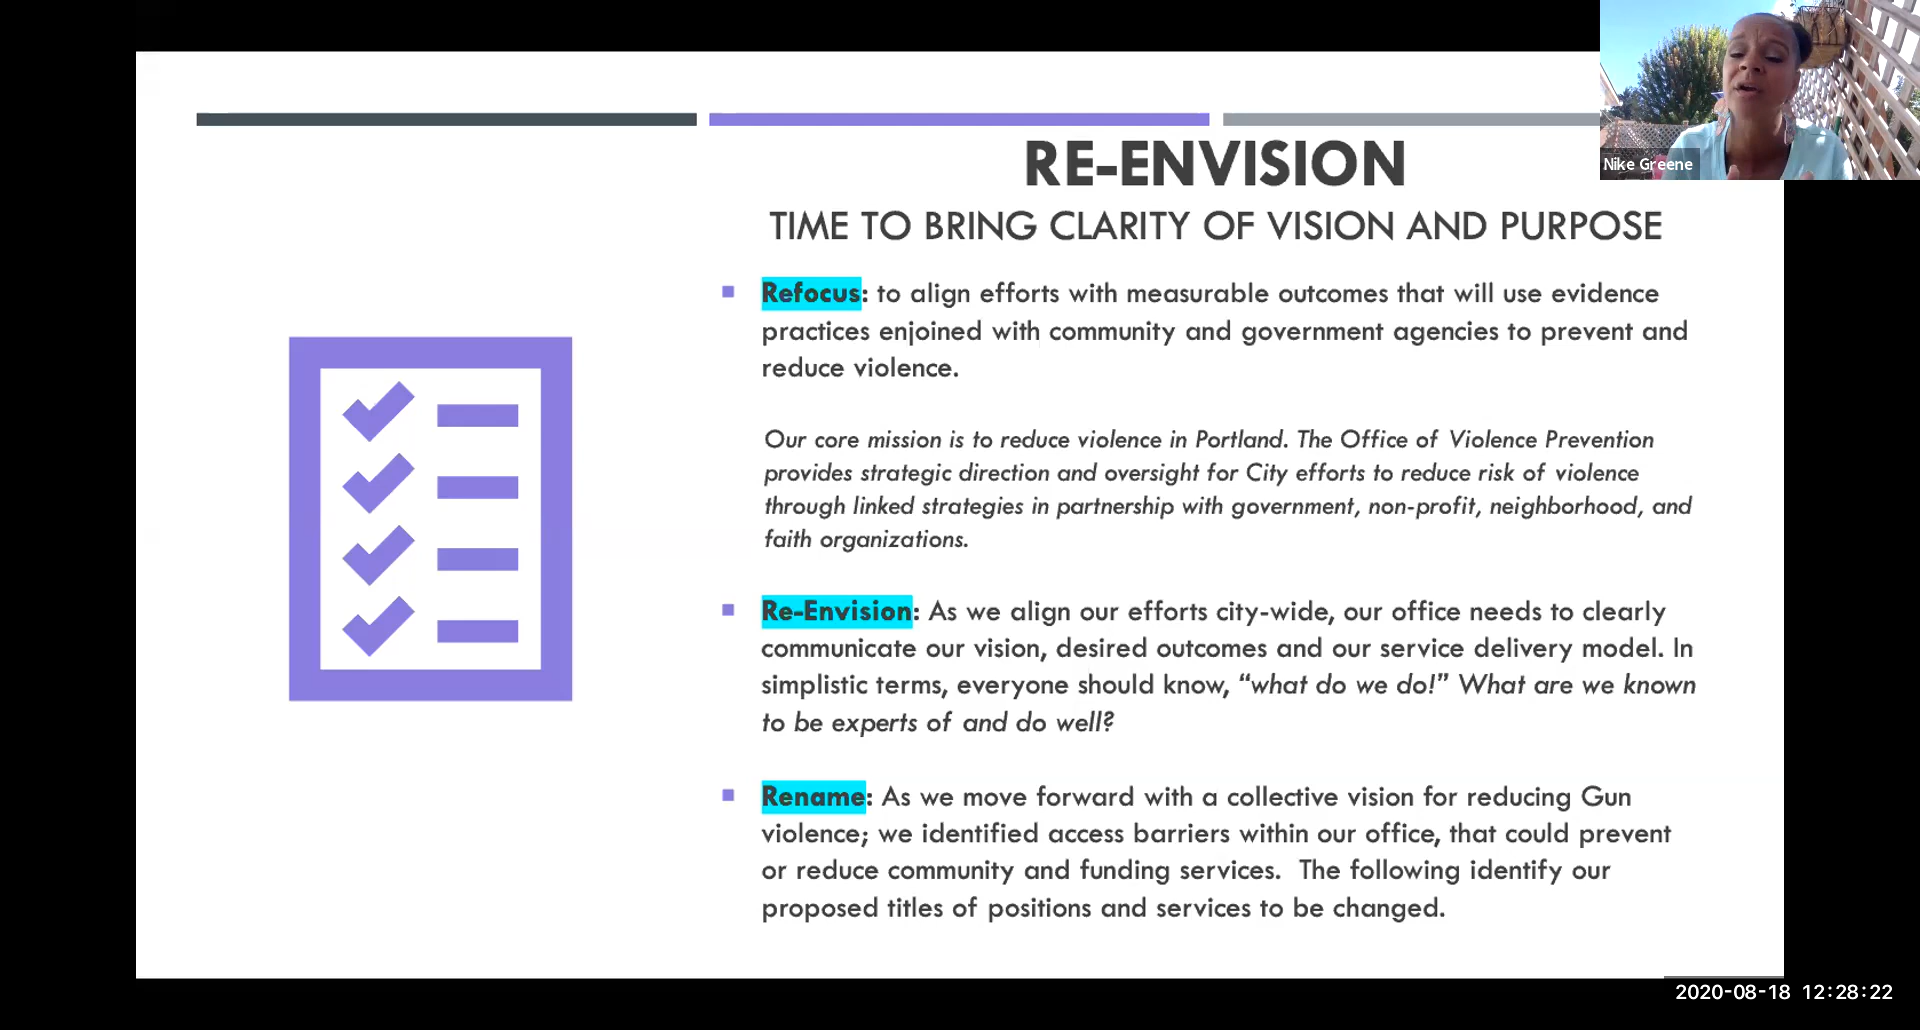 Nike Greene
RE-ENVISION
TIME TO BRING CLARITY OF VISION AND PURPOSE
Refocus: to align efforts with measurable outcomes that will use evidence
practices enjoined with community and government agencies to prevent and
reduce violence.
Our core mission is to reduce violence in Portland. The Office of Violence Prevention
provides strategic direction and oversight for City efforts to reduce risk of violence
through linked strategies in partnership with government, non-profit, neighborhood, and
faith organizations.
Re-Envision: As we align our efforts city-wide, our office needs to clearly
communicate our vision, desired outcomes and our service delivery model. In
simplistic terms, everyone should know, “what do we do!” What are we known
to be experts of and do well?
Rename: As we move forward with a collective vision for reducing Gun
violence; we identified access barriers within our office, that could prevent
or reduce community and funding services.  The following identify our
proposed titles of positions and services to be changed.
2020-08-18 12:28:22